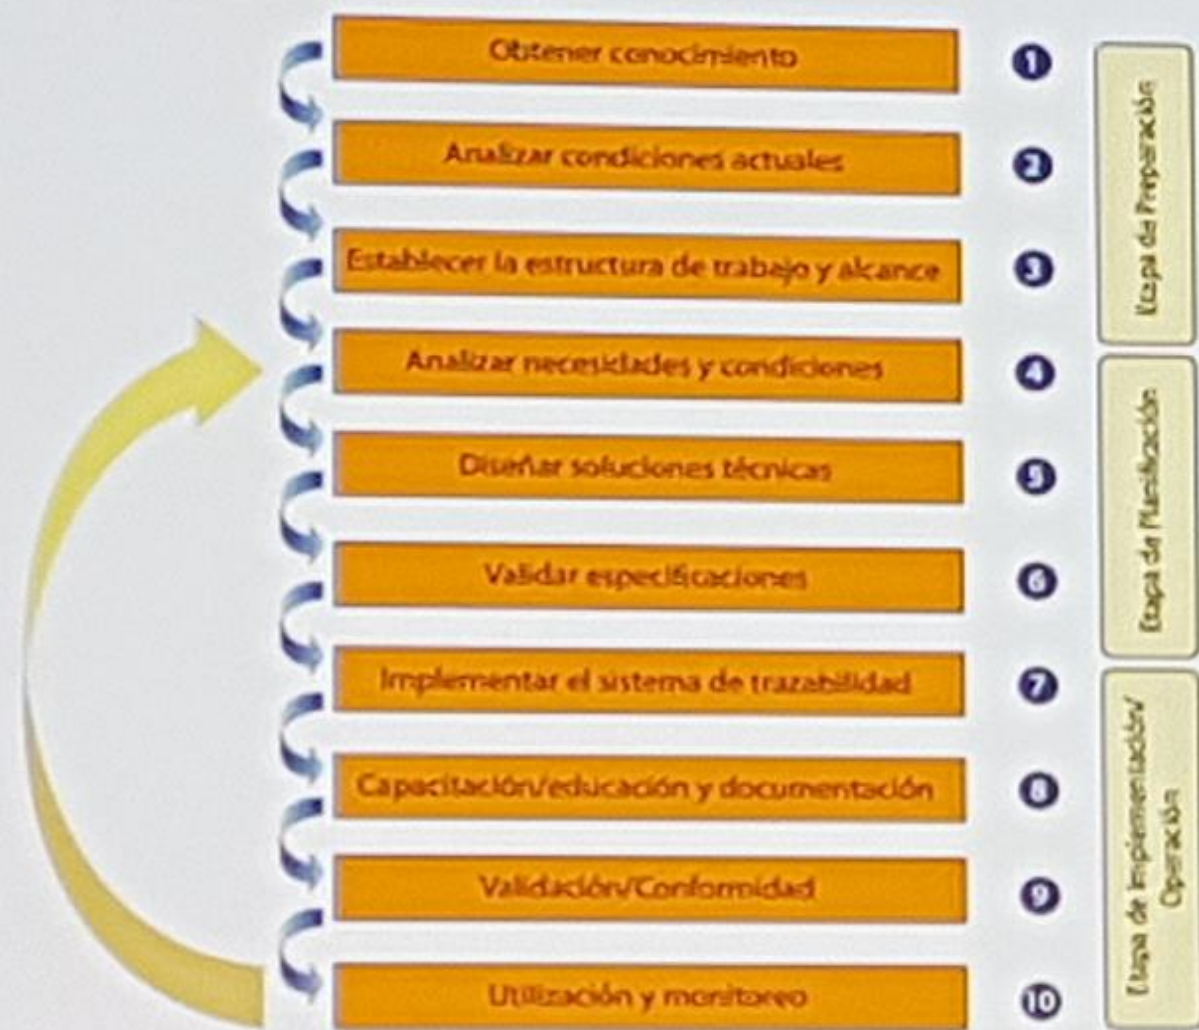 Obtener conocimiento
1
Analizar condiciones actuales
2
Establecer la estructura de trabajo y alcance
3
Analizar necesidades y condiciones
4
Diseñar soluciones técnicas
5
Validar especificaciones
6
Implementar el sistema de trazabilidad
7
Capacitación/educación y documentación
8
Validación/Conformidad
9
Utilización y monitoreo
10
Etapa de Preparación
Etapa de Planificación
Etapa de Implementación/
Operación